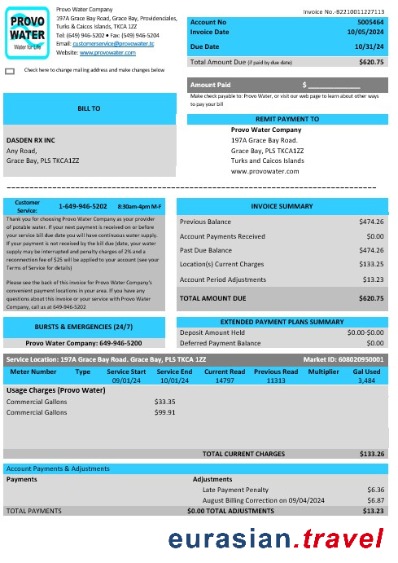 Invoice No.-B2210011227113
PROVO
WATER
Water for Life
Provo Water Company
197A Grace Bay Road, Grace Bay, Providenciales,
Turks & Caicos Islands, TKCA 1ZZ
Tel: (649) 946-5202 • Fax: (549) 946-5204
Email: customerservice@provowater.tc
Website: www.provowater.com
Check here to change mailing address and make changes below
Account No 5005464
Invoice Date 10/05/2024
Due Date 10/31/24
Total Amount Due (if paid by due date) $620.75
Amount Paid $ ____________
Make check payable to: Provo Water, or visit our web page to learn about other ways
to pay your bill
BILL TO
REMIT PAYMENT TO
DASDEN RX INC
Any Road,
Grace Bay, PLS TKCA1ZZ
Provo Water Company
197A Grace Bay Road.
Grace Bay, PLS TKCA1ZZ
Turks and Caicos Islands
www.provowater.com
Customer Service: 1-649-946-5202 8:30am-4pm M-F
Thank you for choosing Provo Water Company as your provider
of potable water. If your next payment is received on or before
your service bill due date you will have continuous water supply.
If your payment is not received by the bill due date, your water
supply may be interrupted and penalty charges of 2% and a
reconnection fee of $25 will be applied to your account (see your
Terms of Service for details)
Please see the back of this invoice for Provo Water Company's
convenient payment locations in your area. If you have any
questions about this invoice or your service with Provo Water
Company, call us at 649-946-5202
INVOICE SUMMARY
Previous Balance $474.26
Account Payments Received $0.00
Past Due Balance $474.26
Location(s) Current Charges $133.25
Account Period Adjustments $13.23
TOTAL AMOUNT DUE $620.75
BURSTS & EMERGENCIES (24/7)
Provo Water Company: 649-946-5200
EXTENDED PAYMENT PLANS SUMMARY
Deposit Amount Held $0.00-$0.00
Deferred Payment Balance $0.00
Service Location: 197A Grace Bay Road. Grace Bay, PLS TKCA 1ZZ Market ID: 608020950001
Meter Number Type Service Start Service End Current Read Previous Read Multiplier Gal Used
09/01/24 10/01/24 14797 11313 3,484
Usage Charges (Provo Water)
Commercial Gallons $33.35
Commercial Gallons $99.91
TOTAL CURRENT CHARGES $133.26
Account Payments & Adjustments
Payments Adjustments
Late Payment Penalty $6.36
August Billing Correction on 09/04/2024 $6.87
TOTAL PAYMENTS $0.00 TOTAL ADJUSTMENTS $13.23
eurasian.travel